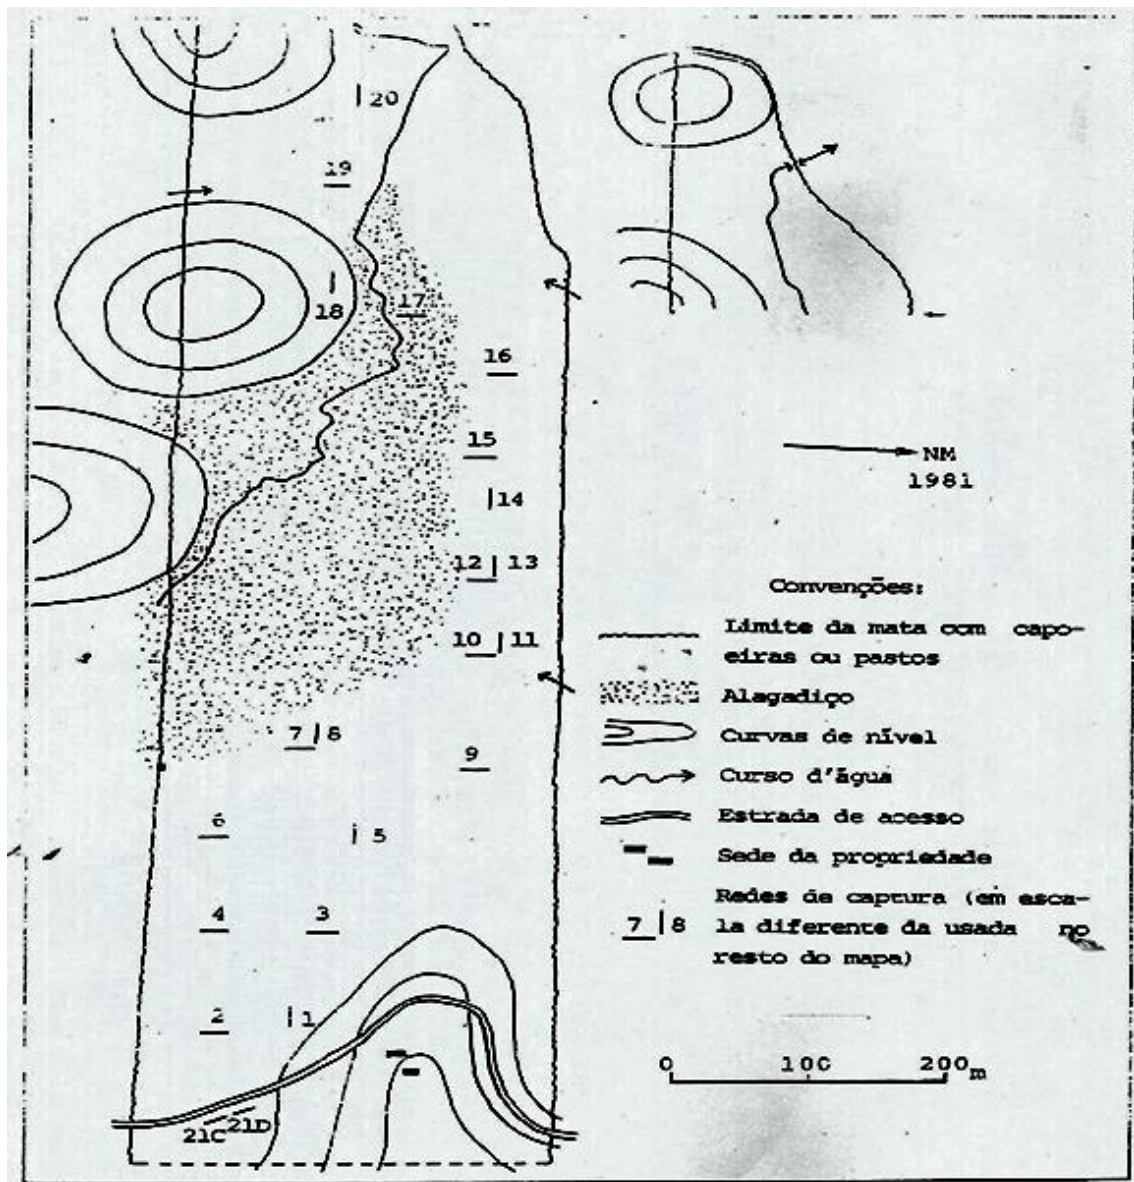 20
19
18
17
16
15
14
12 13
10 11
7 8
9
6
5
4
3
2
1
21C 21D
NM
1981
Convenções:
Limite da mata com capo-
eiras ou pastos
Alagadiço
Curvas de nível
Curso d'água
Estrada de acesso
Sede da propriedade
Redes de captura (em esca-
7 8 la diferente da usada no
resto do mapa)
0 100 200m